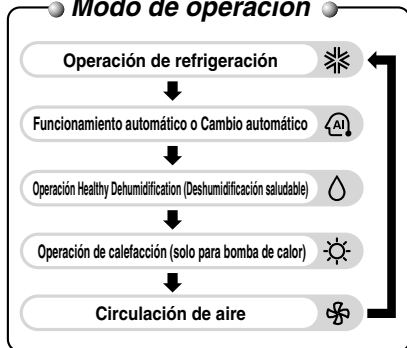 Modo de operación
Operación de refrigeración
Funcionamiento automático o Cambio automático
AI
Operación Healthy Dehumidification (Deshumidificación saludable)
Operación de calefacción (solo para bomba de calor)
Circulación de aire